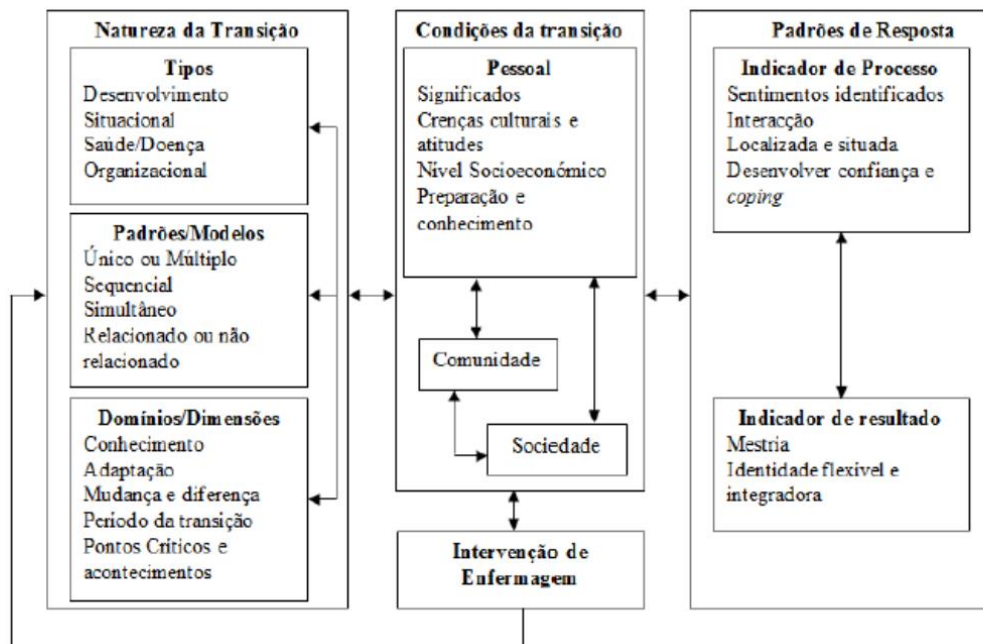 Natureza da Transição
Tipos
Desenvolvimento
Situacional
Saúde/Doença
Organizacional
Padrões/Modelos
Único ou Múltiplo
Sequencial
Simultâneo
Relacionado ou não
relacionado
Domínios/Dimensões
Conhecimento
Adaptação
Mudança e diferença
Período da transição
Pontos Críticos e
acontecimentos
Condições da transição
Pessoal
Significados
Crenças culturais e
atitudes
Nível Socioeconómico
Preparação e
conhecimento
Comunidade
Sociedade
Intervenção de
Enfermagem
Padrões de Resposta
Indicador de Processo
Sentimentos identificados
Interacção
Localizada e situada
Desenvolver confiança e
coping
Indicador de resultado
Mestria
Identidade flexível e
integradora